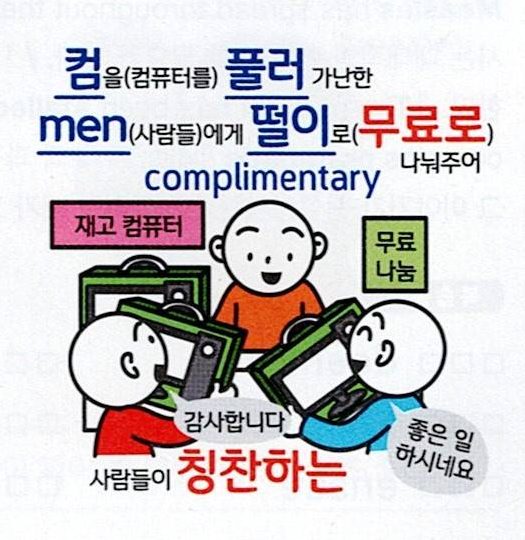 컴을(컴퓨터를) 풀러 가난한
men(사람들)에게 떨이로(무료로)
나눠주어
complimentary
재고 컴퓨터
무료
나눔
감사합니다
좋은 일
하시네요
사람들이 칭찬하는